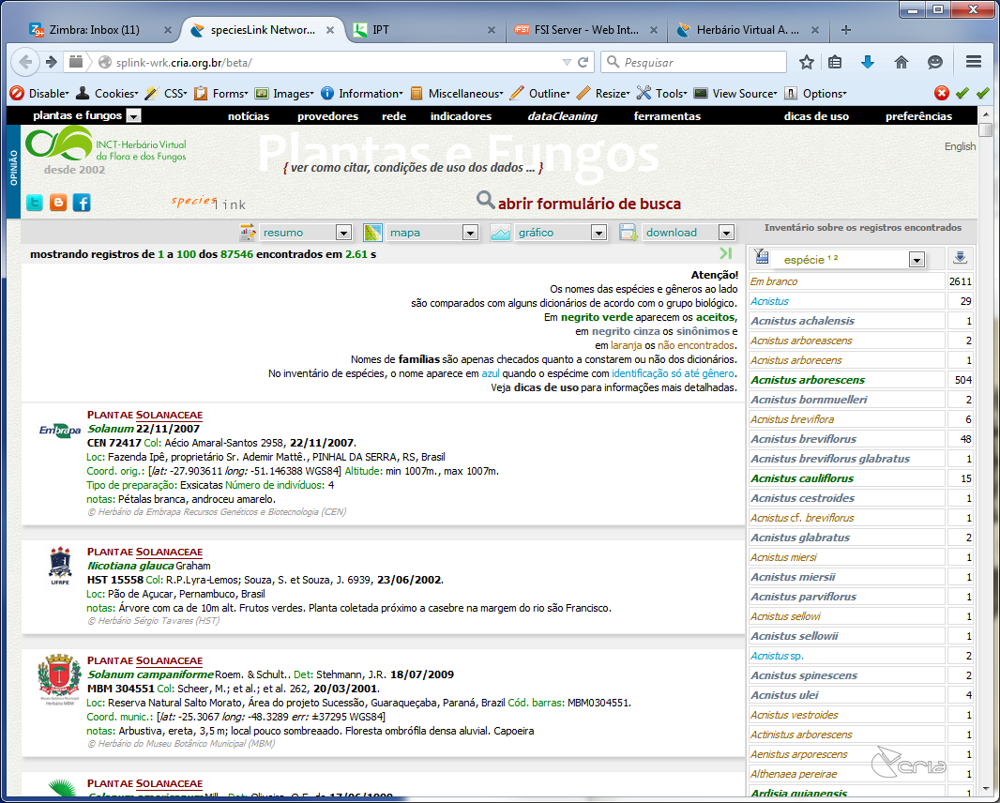 Zimbra: Inbox (11)
speciesLink Networ...
IPT
FSI Server - Web Int...
Herbário Virtual A. ...
splink-wrk.cria.org.br/beta/
Pesquisar
Disable
Cookies
CSS
Forms
Images
Information
Miscellaneous
Outline
Resize
Tools
View Source
Options
plantas e fungos
notícias
provedores
rede
indicadores
dataCleaning
ferramentas
dicas de uso
preferências
OPINIÃO
INCT-Herbário Virtual
da Flora e dos Fungos
desde 2002
Plantas e Fungos
{ ver como citar, condições de uso dos dados ... }
English
species link
abrir formulário de busca
resumo
mapa
gráfico
download
Inventário sobre os registros encontrados
mostrando registros de 1 a 100 dos 87546 encontrados em 2.61 s
Atenção!
Os nomes das espécies e gêneros ao lado
são comparados com alguns dicionários de acordo com o grupo biológico.
Em negrito verde aparecem os aceitos,
em negrito cinza os sinônimos e
em laranja os não encontrados.
Nomes de famílias são apenas checados quanto a constarem ou não dos dicionários.
No inventário de espécies, o nome aparece em azul quando o espécime com identificação só até gênero.
Veja dicas de uso para informações mais detalhadas.
Embrapa
PLANTAE SOLANACEAE
Solanum 22/11/2007
CEN 72417 Col: Aécio Amaral-Santos 2958, 22/11/2007.
Loc: Fazenda Ipê, proprietário Sr. Ademir Mattê., PINHAL DA SERRA, RS, Brasil
Coord. orig.: [lat: -27.903611 long: -51.146388 WGS84] Altitude: min 1007m., max 1007m.
Tipo de preparação: Exsicatas Número de indivíduos: 4
notas: Pétalas branca, androceu amarelo.
© Herbário da Embrapa Recursos Genéticos e Biotecnologia (CEN)
UFRPE
PLANTAE SOLANACEAE
Nicotiana glauca Graham
HST 15558 Col: R.P.Lyra-Lemos; Souza, S. et Souza, J. 6939, 23/06/2002.
Loc: Pão de Açucar, Pernambuco, Brasil
notas: Árvore com ca de 10m alt. Frutos verdes. Planta coletada próximo a casebre na margem do rio são Francisco.
© Herbário Sérgio Tavares (HST)
Museu Botânico Municipal
Herbário MBM
PLANTAE SOLANACEAE
Solanum campaniforme Roem. & Schult.. Det: Stehmann, J.R. 18/07/2009
MBM 304551 Col: Scheer, M.; et al.; et al. 262, 20/03/2001.
Loc: Reserva Natural Salto Morato, Área do projeto Sucessão, Guaraqueçaba, Paraná, Brasil Cód. barras: MBM0304551.
Coord. munic.: [lat: -25.3067 long: -48.3289 err: ±37295 WGS84]
notas: Arbustiva, ereta, 3,5 m; local pouco sombreaado. Floresta ombrófila densa aluvial. Capoeira
© Herbário do Museu Botânico Municipal (MBM)
PLANTAE SOLANACEAE
espécie ¹ ²
Em branco 2611
Acnistus 29
Acnistus achalensis 1
Acnistus arboreascens 2
Acnistus arborecens 1
Acnistus arborescens 504
Acnistus bornmuelleri 2
Acnistus breviflora 6
Acnistus breviflorus 48
Acnistus breviflorus glabratus 1
Acnistus cauliflorus 15
Acnistus cestroides 1
Acnistus cf. breviflorus 1
Acnistus glabratus 2
Acnistus miersi 1
Acnistus miersii 1
Acnistus parviflorus 1
Acnistus sellowi 1
Acnistus sellowii 1
Acnistus sp. 2
Acnistus spinescens 2
Acnistus ulei 4
Acnistus vestroides 1
Actinistus arborescens 1
Aenistus arporescens 1
Althenaea pereirae 1
Ardisia guianensis 1
cria